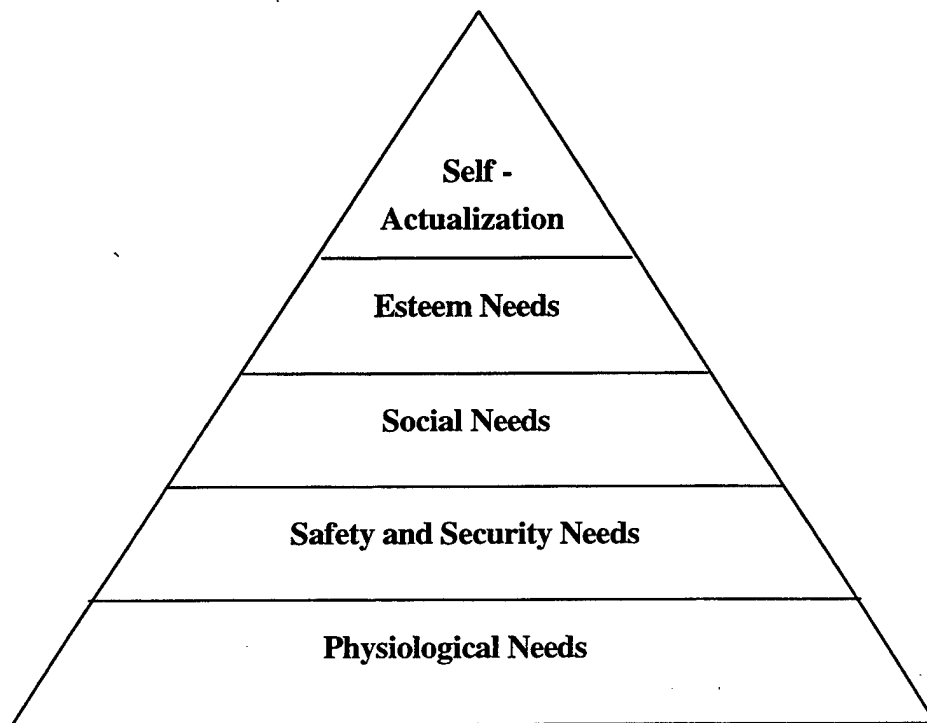 Self -
Actualization
Esteem Needs
Social Needs
Safety and Security Needs
Physiological Needs